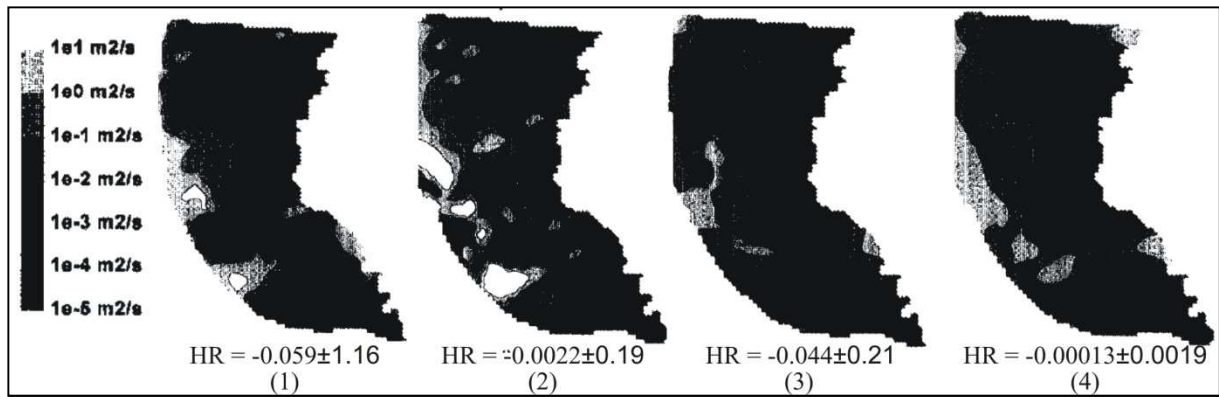 1e1 m2/s
1e0 m2/s
1e-1 m2/s
1e-2 m2/s
1e-3 m2/s
1e-4 m2/s
1e-5 m2/s
HR = -0.059±1.16
HR = -0.0022±0.19
HR = -0.044±0.21
HR = -0.00013±0.0019
(1)
(2)
(3)
(4)